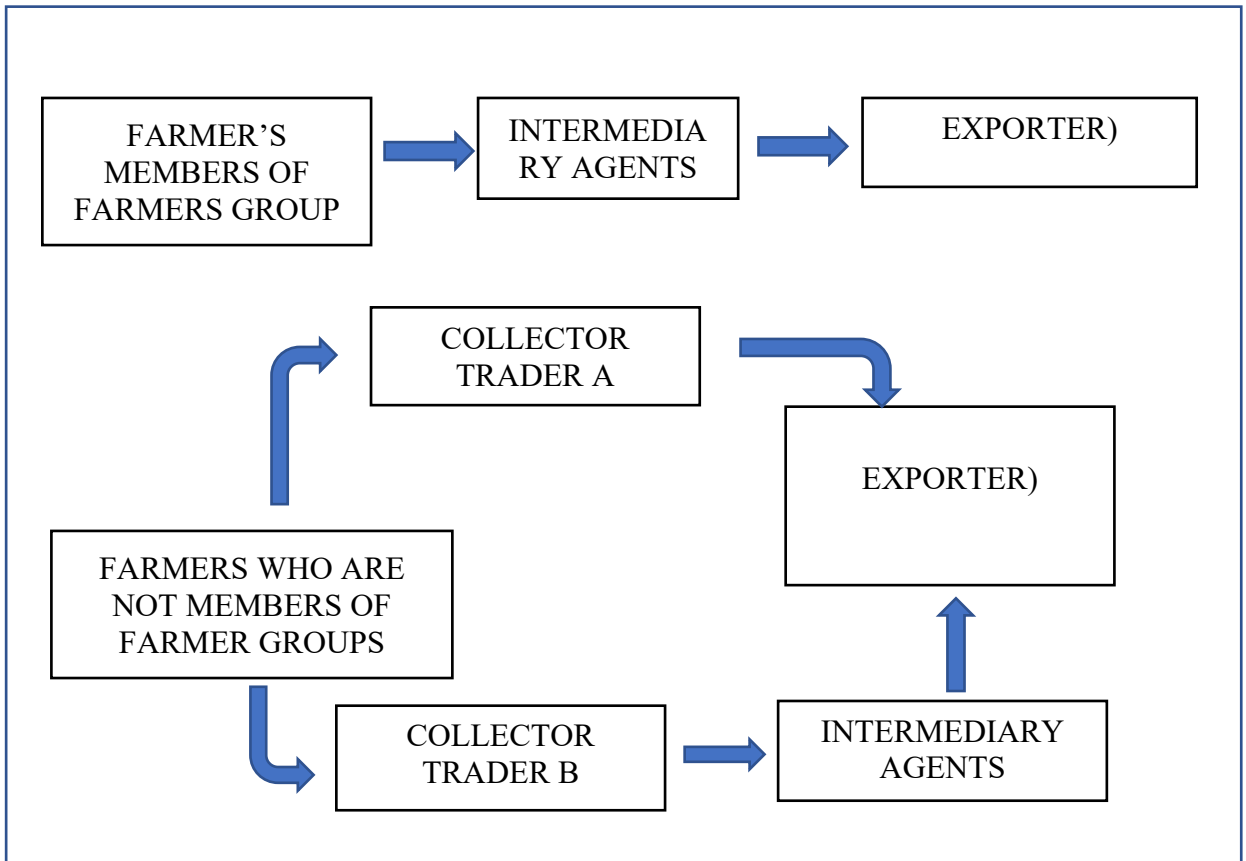 FARMER’S
MEMBERS OF
FARMERS GROUP
INTERMEDIA
RY AGENTS
EXPORTER)
COLLECTOR
TRADER A
EXPORTER)
FARMERS WHO ARE
NOT MEMBERS OF
FARMER GROUPS
COLLECTOR
TRADER B
INTERMEDIARY
AGENTS